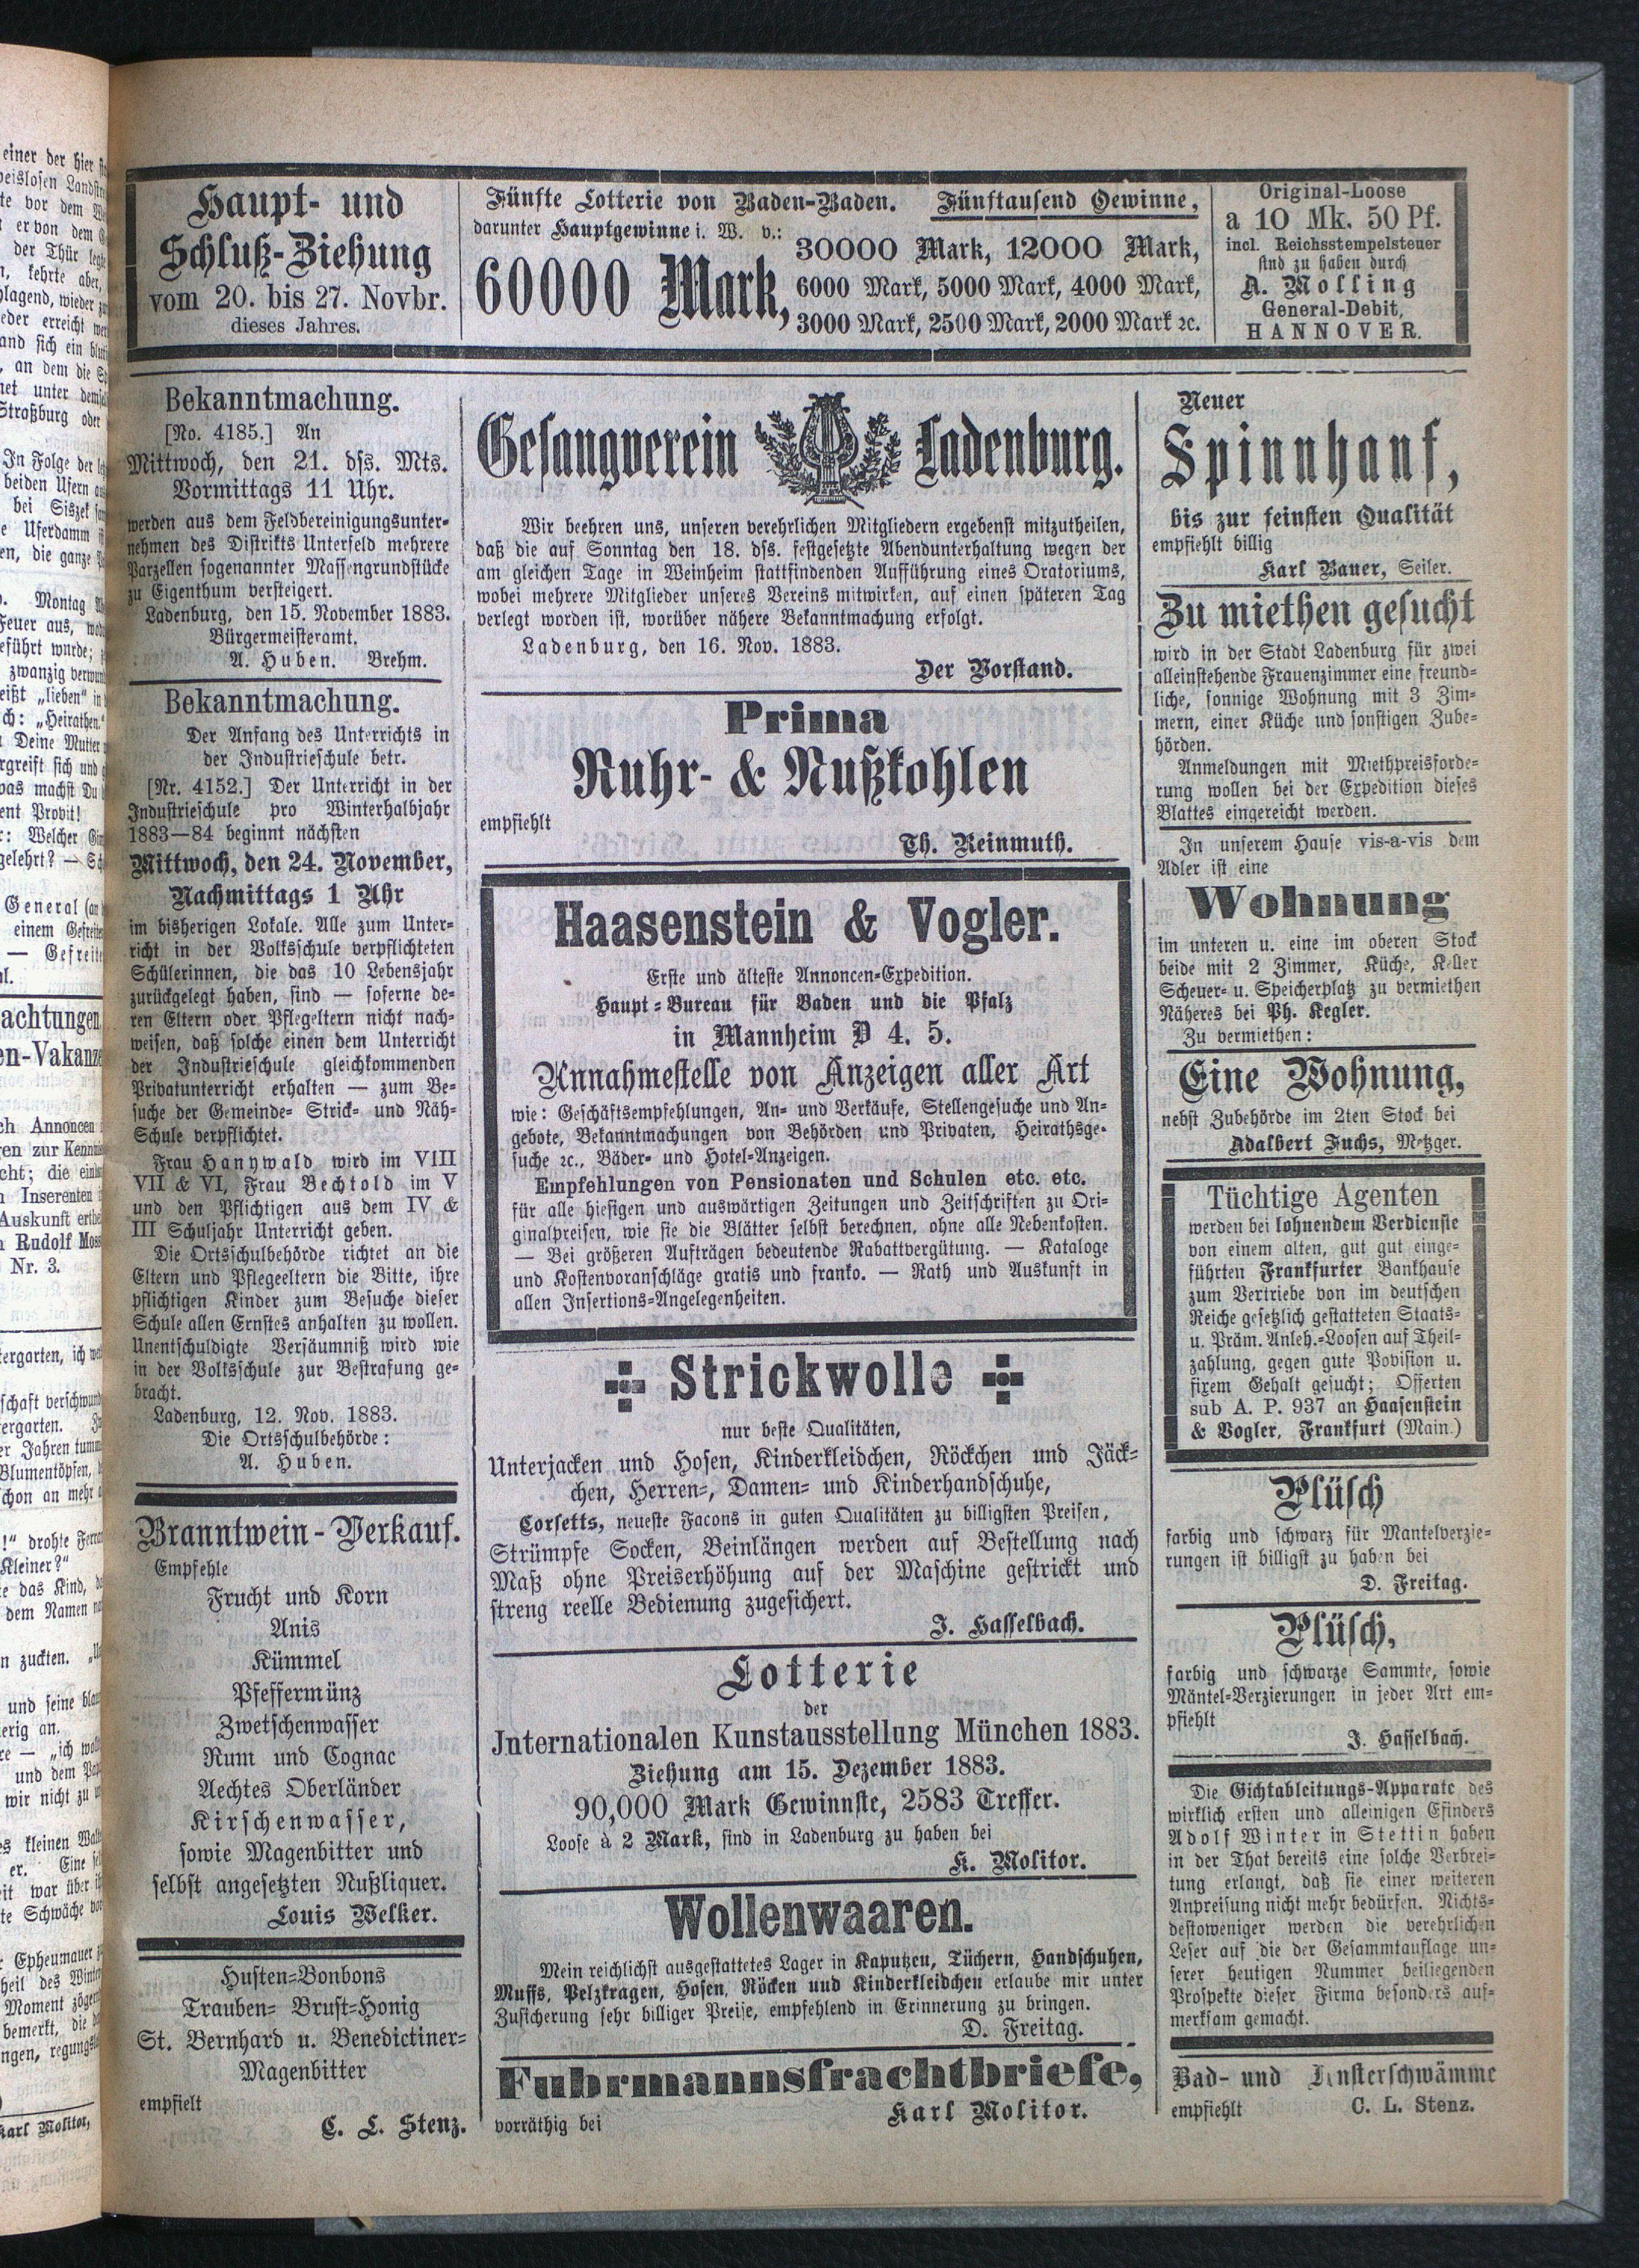 Haupt- und
Schluß-Ziehung
vom 20. bis 27. Novbr.
dieses Jahres.
Fünfte Lotterie von Baden-Baden. Fünftausend Gewinne,
darunter Hauptgewinne i. W. v.:
60000 Mark,
30000 Mark, 12000 Mark,
6000 Mark, 5000 Mark, 4000 Mark,
3000 Mark, 2500 Mark, 2000 Mark ꝛc.
Original-Loose
a 10 Mk. 50 Pf.
incl. Reichsstempelsteuer
sind zu haben durch
A. Molling
General-Debit,
HANNOVER.
Bekanntmachung.
[No. 4185.] An
Mittwoch, den 21. dss. Mts.
Vormittags 11 Uhr.
werden aus dem Feldbereinigungsunter-
nehmen des Distrikts Unterfeld mehrere
Parzellen sogenannter Massengrundstücke
zu Eigenthum versteigert.
Ladenburg, den 15. November 1883.
Bürgermeisteramt.
A. Huben. Brehm.
Bekanntmachung.
Der Anfang des Unterrichts in
der Industrieschule betr.
[Nr. 4152.] Der Unterricht in der
Industrieschule pro Winterhalbjahr
1883—84 beginnt nächsten
Mittwoch, den 24. November,
Nachmittags 1 Uhr
im bisherigen Lokale. Alle zum Unter-
richt in der Volksschule verpflichteten
Schülerinnen, die das 10 Lebensjahr
zurückgelegt haben, sind — soferne de-
ren Eltern oder Pflegeltern nicht nach-
weisen, daß solche einen dem Unterricht
der Industrieschule gleichkommenden
Privatunterricht erhalten — zum Be-
suche der Gemeinde- Strick- und Näh-
Schule verpflichtet.
Frau Hanywald wird im VIII
VII & VI, Frau Bechtold im V
und den Pflichtigen aus dem IV &
III Schuljahr Unterricht geben.
Die Ortsschulbehörde richtet an die
Eltern und Pflegeeltern die Bitte, ihre
pflichtigen Kinder zum Besuche dieser
Schule allen Ernstes anhalten zu wollen.
Unentschuldigte Versäumniß wird wie
in der Volksschule zur Bestrafung ge-
bracht.
Ladenburg, 12. Nov. 1883.
Die Ortsschulbehörde:
A. Huben.
Branntwein-Verkauf.
Empfehle
Frucht und Korn
Anis
Kümmel
Pfeffermünz
Zwetschenwasser
Rum und Cognac
Aechtes Oberländer
Kirschenwasser,
sowie Magenbitter und
selbst angesetzten Nußliquer.
Louis Welker.
Husten-Bonbons
Trauben- Brust-Honig
St. Bernhard u. Benedictiner-
Magenbitter
empfielt
C. L. Stenz.
Gesangverein Ladenburg.
Wir beehren uns, unseren verehrlichen Mitgliedern ergebenst mitzutheilen,
daß die auf Sonntag den 18. dss. festgesetzte Abendunterhaltung wegen der
am gleichen Tage in Weinheim stattfindenden Aufführung eines Oratoriums,
wobei mehrere Mitglieder unseres Vereins mitwirken, auf einen späteren Tag
verlegt worden ist, worüber nähere Bekanntmachung erfolgt.
Ladenburg, den 16. Nov. 1883.
Der Vorstand.
Prima
Ruhr- & Nußkohlen
empfiehlt
Th. Reinmuth.
Haasenstein & Vogler.
Erste und älteste Annoncen-Expedition.
Haupt-Bureau für Baden und die Pfalz
in Mannheim D 4. 5.
Annahmestelle von Anzeigen aller Art
wie: Geschäftsempfehlungen, An- und Verkäufe, Stellengesuche und An-
gebote, Bekanntmachungen von Behörden und Privaten, Heirathsge-
suche ꝛc., Bäder- und Hotel-Anzeigen.
Empfehlungen von Pensionaten und Schulen etc. etc.
für alle hiesigen und auswärtigen Zeitungen und Zeitschriften zu Ori-
ginalpreisen, wie sie die Blätter selbst berechnen, ohne alle Nebenkosten.
— Bei größeren Aufträgen bedeutende Rabattvergütung. — Kataloge
und Kostenvoranschläge gratis und franko. — Rath und Auskunft in
allen Insertions-Angelegenheiten.
Strickwolle
nur beste Qualitäten,
Unterjacken und Hosen, Kinderkleidchen, Röckchen und Jäck-
chen, Herren-, Damen- und Kinderhandschuhe,
Corsetts, neueste Facons in guten Qualitäten zu billigsten Preisen,
Strümpfe Socken, Beinlängen werden auf Bestellung nach
Maß ohne Preiserhöhung auf der Maschine gestrickt und
streng reelle Bedienung zugesichert.
J. Hasselbach.
Lotterie
der
Internationalen Kunstausstellung München 1883.
Ziehung am 15. Dezember 1883.
90,000 Mark Gewinnste, 2583 Treffer.
Loose à 2 Mark, sind in Ladenburg zu haben bei
K. Molitor.
Wollenwaaren.
Mein reichlichst ausgestattetes Lager in Kaputzen, Tüchern, Handschuhen,
Muffs, Pelzkragen, Hosen, Röcken und Kinderkleidchen erlaube mir unter
Zusicherung sehr billiger Preise, empfehlend in Erinnerung zu bringen.
D. Freitag.
Fuhrmannsfrachtbriefe,
vorräthig bei
Karl Molitor.
Neuer
Spinnhanf,
bis zur feinsten Qualität
empfiehlt billig
Karl Bauer, Seiler.
Zu miethen gesucht
wird in der Stadt Ladenburg für zwei
alleinstehende Frauenzimmer eine freund-
liche, sonnige Wohnung mit 3 Zim-
mern, einer Küche und sonstigen Zube-
hörden.
Anmeldungen mit Miethpreisforde-
rung wollen bei der Expedition dieses
Blattes eingereicht werden.
In unserem Hause vis-a-vis dem
Adler ist eine
Wohnung
im unteren u. eine im oberen Stock
beide mit 2 Zimmer, Küche, Keller
Scheuer- u. Speicherplatz zu vermiethen
Näheres bei Ph. Kegler.
Zu vermiethen:
Eine Wohnung,
nebst Zubehörde im 2ten Stock bei
Adalbert Fuchs, Metzger.
Tüchtige Agenten
werden bei lohnendem Verdienste
von einem alten, gut gut einge-
führten Frankfurter Bankhause
zum Vertriebe von im deutschen
Reiche gesetzlich gestatteten Staats-
u. Präm. Anleh.-Loosen auf Theil-
zahlung, gegen gute Povision u.
fixem Gehalt gesucht; Offerten
sub A. P. 937 an Haasenstein
& Vogler, Frankfurt (Main.)
Plüsch
farbig und schwarz für Mantelverzie-
rungen ist billigst zu haben bei
D. Freitag.
Plüsch,
farbig und schwarze Sammte, sowie
Mäntel-Verzierungen in jeder Art em-
pfiehlt
J. Hasselbach.
Die Gichtableitungs-Apparate des
wirklich ersten und alleinigen Efinders
Adolf Winter in Stettin haben
in der That bereits eine solche Verbrei-
tung erlangt, daß sie einer weiteren
Anpreisung nicht mehr bedürfen. Nichts-
destoweniger werden die verehrlichen
Leser auf die der Gesammtauflage un-
serer heutigen Nummer beiliegenden
Prospekte dieser Firma besonders auf-
merksam gemacht.
Bad- und
empfiehlt C. L. Stenz.